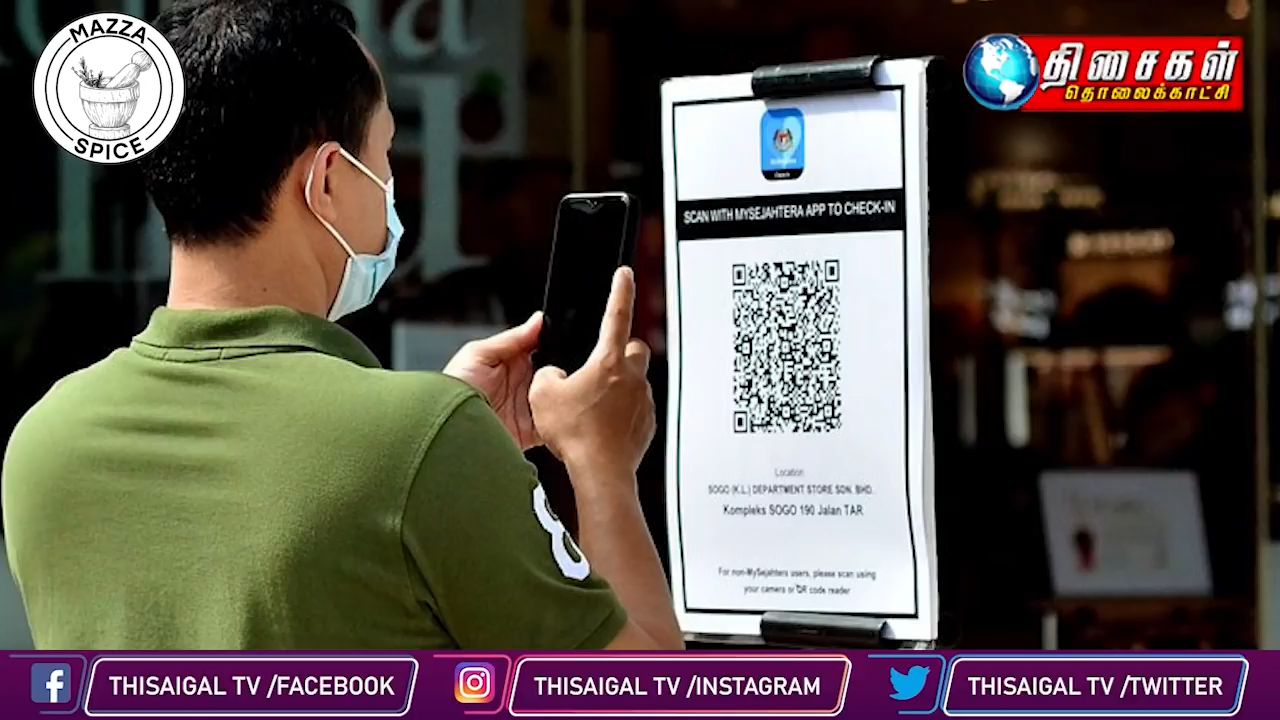 MAZZA
SPICE
திசைகள்
தொலைக்காட்சி
SCAN WITH MYSEJAHTERA APP TO CHECK-IN
Location:
SOGO (K.L.) DEPARTMENT STORE SDN. BHD.
Kompleks SOGO 190 Jalan TAR
For non-MySejahtera users, please scan using
your camera or QR code reader
THISAIGAL TV /FACEBOOK
THISAIGAL TV /INSTAGRAM
THISAIGAL TV /TWITTER